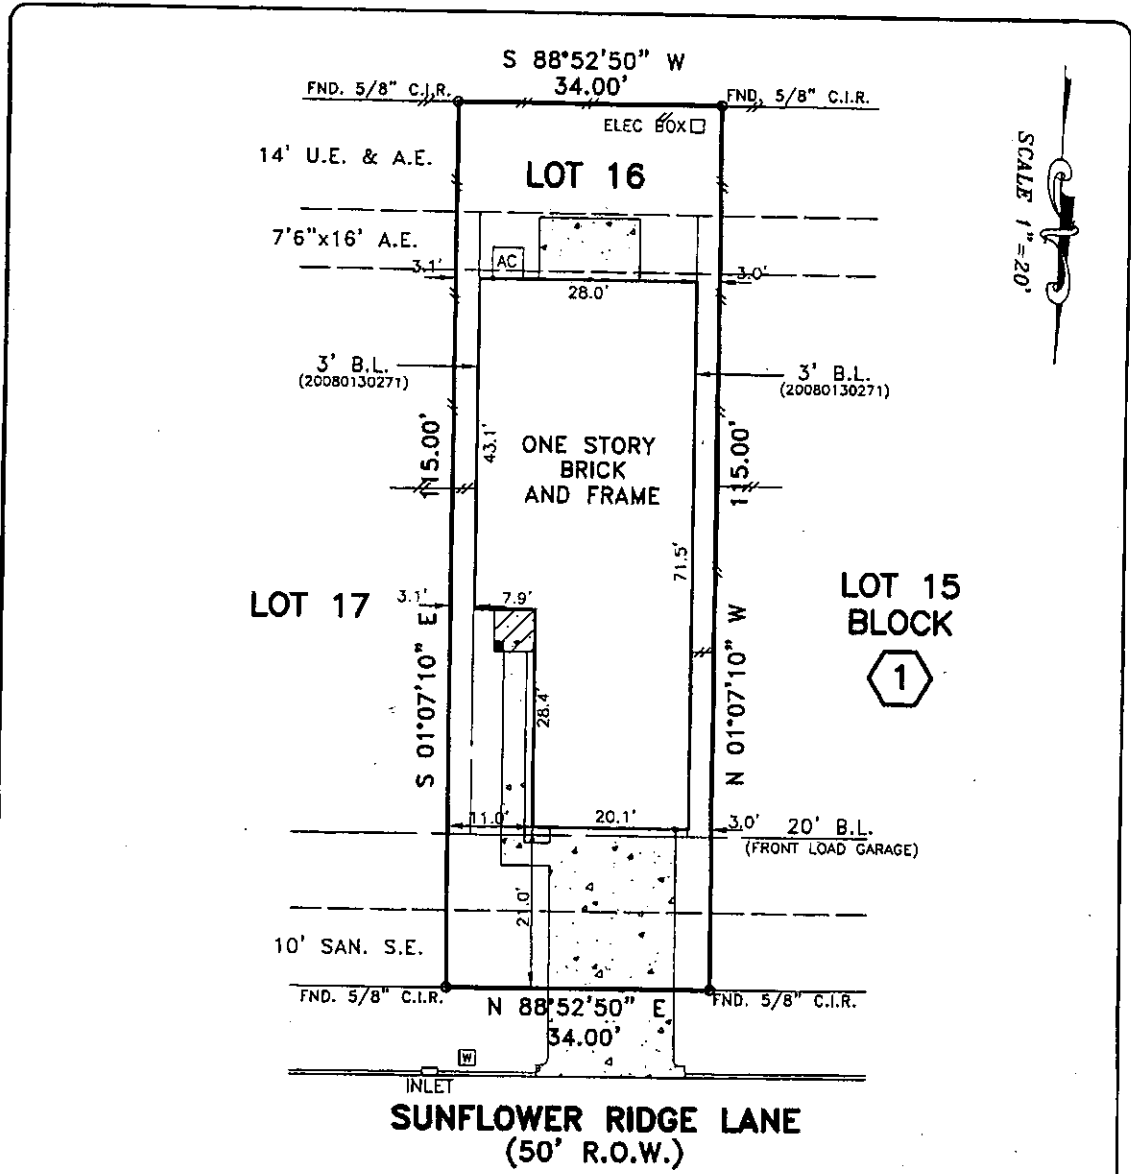 S 88°52'50" W
34.00'
FND. 5/8" C.I.R.
FND. 5/8" C.I.R.
ELEC BOX
14' U.E. & A.E.
LOT 16
SCALE 1"=20'
7'6"x16' A.E.
AC
3.1'
3.0'
28.0'
3' B.L.
(20080130271)
3' B.L.
(20080130271)
115.00'
43.1'
ONE STORY
BRICK
AND FRAME
115.00'
71.5'
LOT 17
3.1'
7.9'
LOT 15
BLOCK
1
S 01°07'10" E
28.4'
N 01°07'10" W
11.0'
20.1'
3.0'
20' B.L.
(FRONT LOAD GARAGE)
21.0'
10' SAN. S.E.
FND. 5/8" C.I.R.
N 88°52'50" E
34.00'
FND. 5/8" C.I.R.
W
INLET
SUNFLOWER RIDGE LANE
(50' R.O.W.)